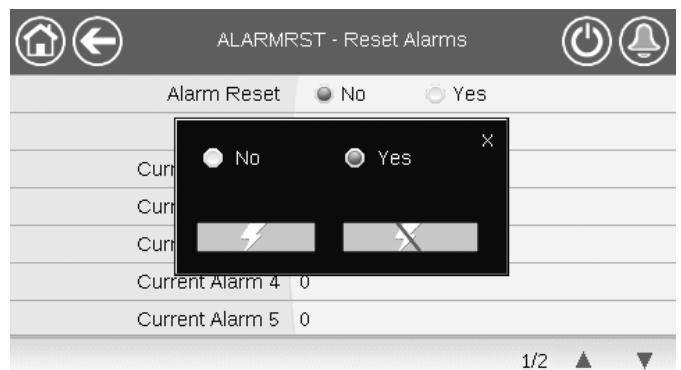 ALARMRST - Reset Alarms
Alarm Reset No Yes
No Yes X
Curr
Curr
Curr
Current Alarm 4 0
Current Alarm 5 0
1/2